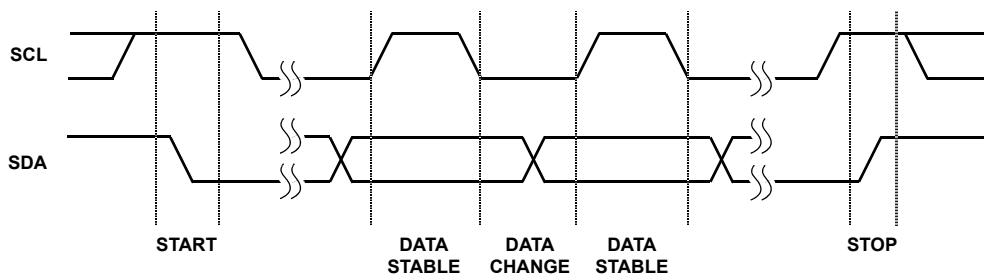 SCL
SDA
START
DATA
STABLE
DATA
CHANGE
DATA
STABLE
STOP